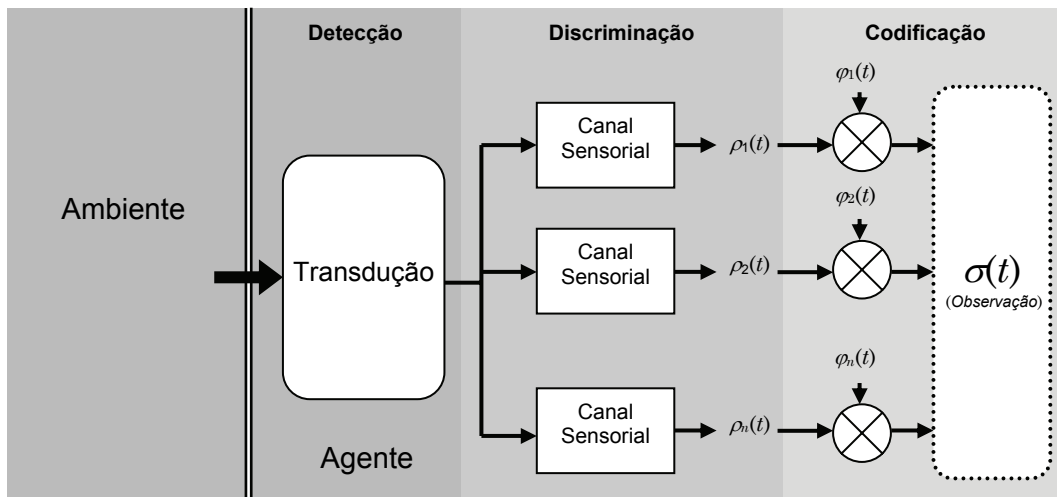 Detecção
Discriminação
Codificação
Ambiente
Transdução
Agente
Canal
Sensorial
ρ1(t)
φ1(t)
Canal
Sensorial
ρ2(t)
φ2(t)
Canal
Sensorial
ρn(t)
φn(t)
σ(t)
(Observação)